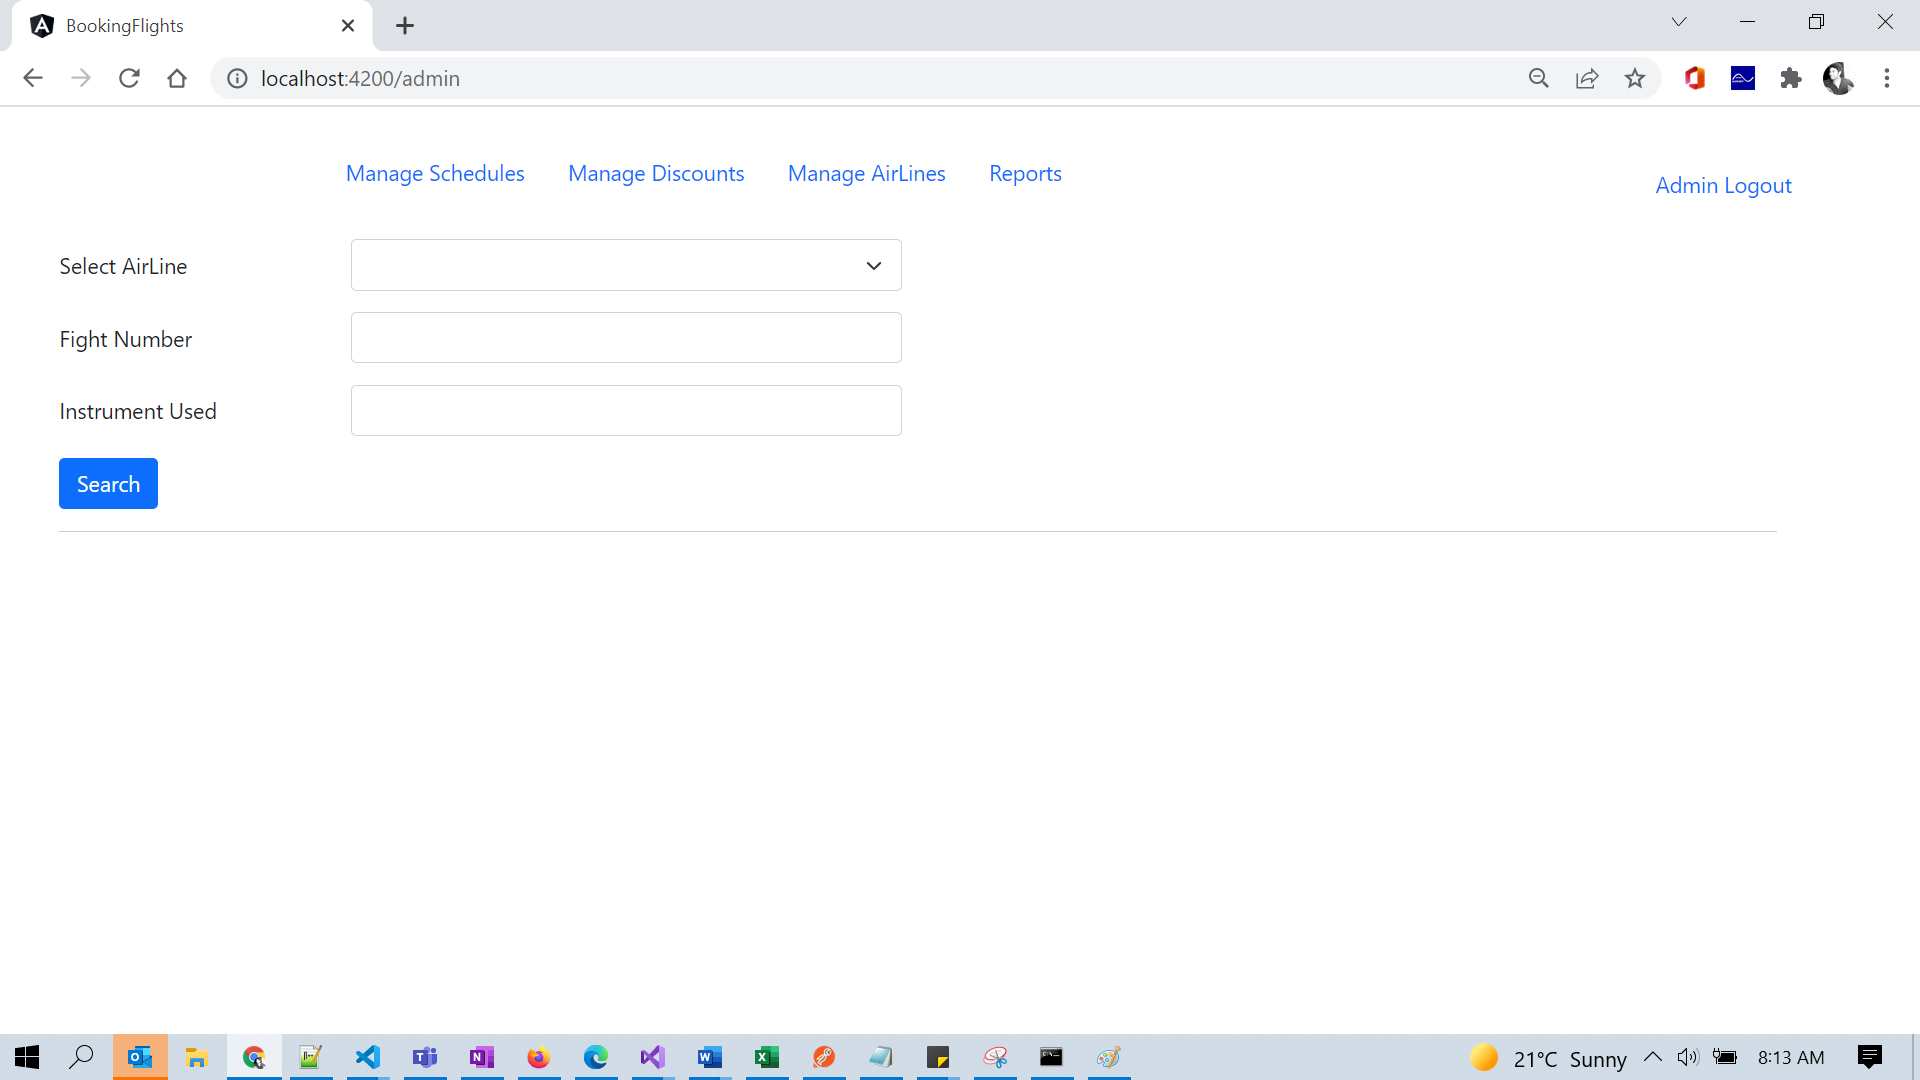 BookingFlights
localhost:4200/admin
Manage Schedules Manage Discounts Manage AirLines Reports
Admin Logout
Select AirLine
Fight Number
Instrument Used
Search
21°C Sunny 8:13 AM